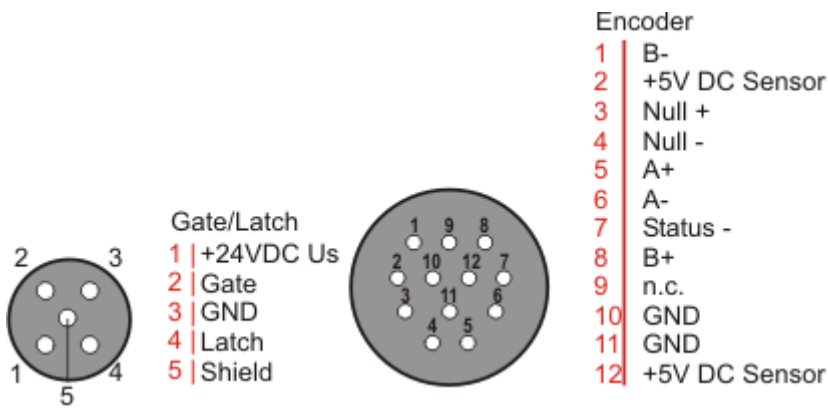 2 3
1 4
5
Gate/Latch
1 +24VDC Us
2 Gate
3 GND
4 Latch
5 Shield
1 9 8
2 10 12 7
3 11 6
4 5
Encoder
1 B-
2 +5V DC Sensor
3 Null +
4 Null -
5 A+
6 A-
7 Status -
8 B+
9 n.c.
10 GND
11 GND
12 +5V DC Sensor